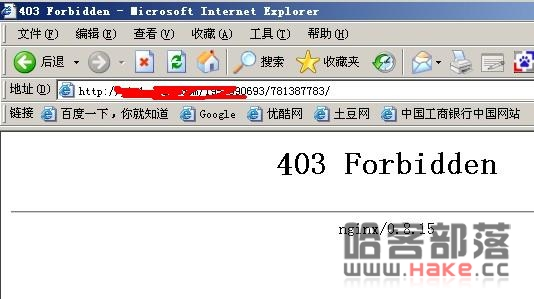 403 Forbidden - Microsoft Internet Explorer
文件(F) 编辑(E) 查看(V) 收藏(A) 工具(T) 帮助(H)
后退 搜索 收藏夹
地址(D) http:/ 90693/781387783/
链接 百度一下，你就知道 Google 优酷网 土豆网 中国工商银行中国网站
403 Forbidden
nginx/0.8.15
哈客部落
www.Hake.cc